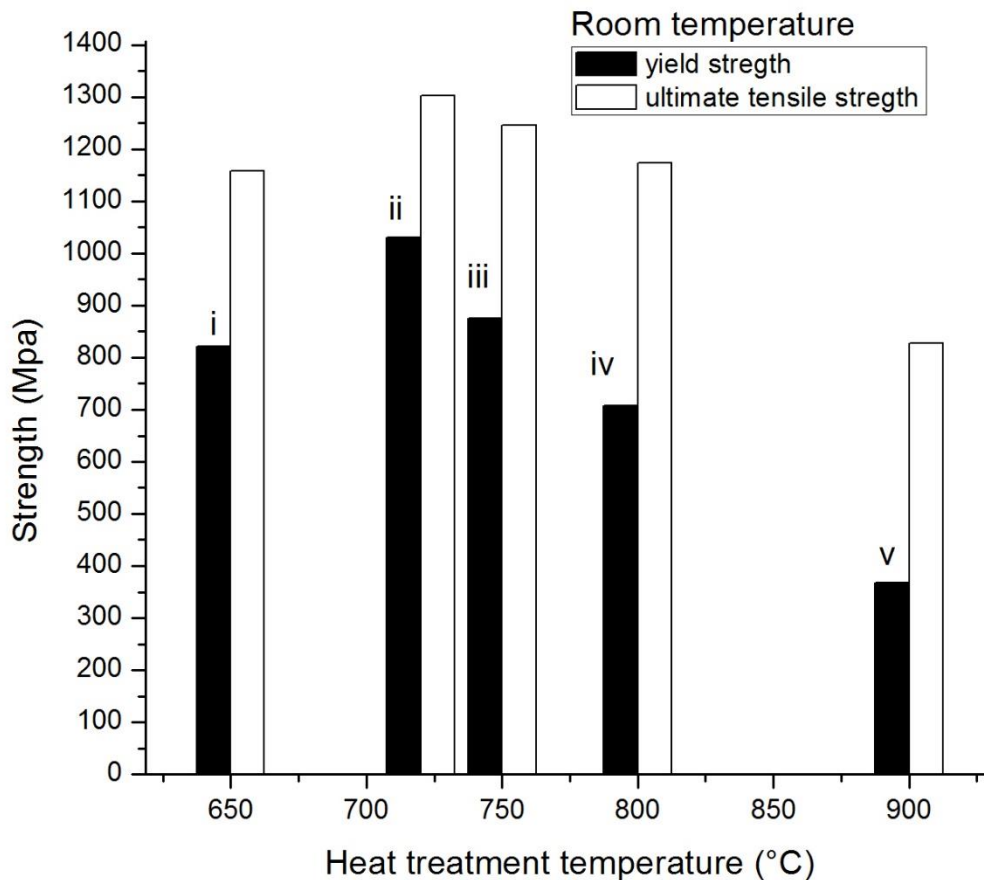 Room temperature
yield stregth
ultimate tensile stregth
1400
1300
1200
1100
1000
900
800
700
600
500
400
300
200
100
0
Strength (Mpa)
i
ii
iii
iv
v
650
700
750
800
850
900
Heat treatment temperature (°C)